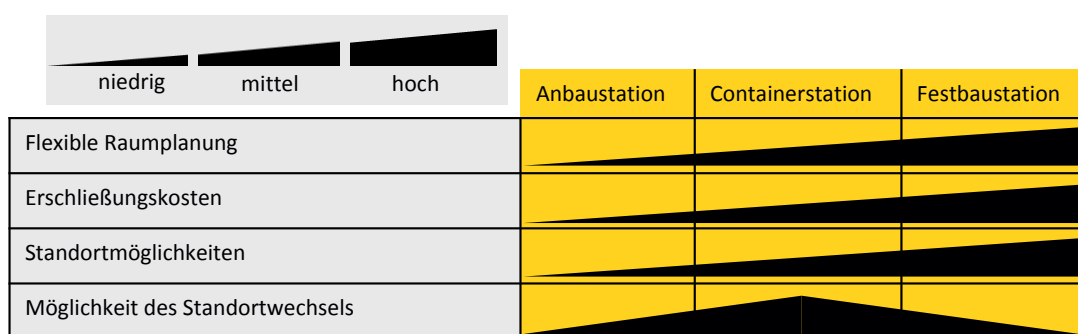 niedrig mittel hoch
Anbaustation Containerstation Festbaustation
Flexible Raumplanung
Erschließungskosten
Standortmöglichkeiten
Möglichkeit des Standortwechsels